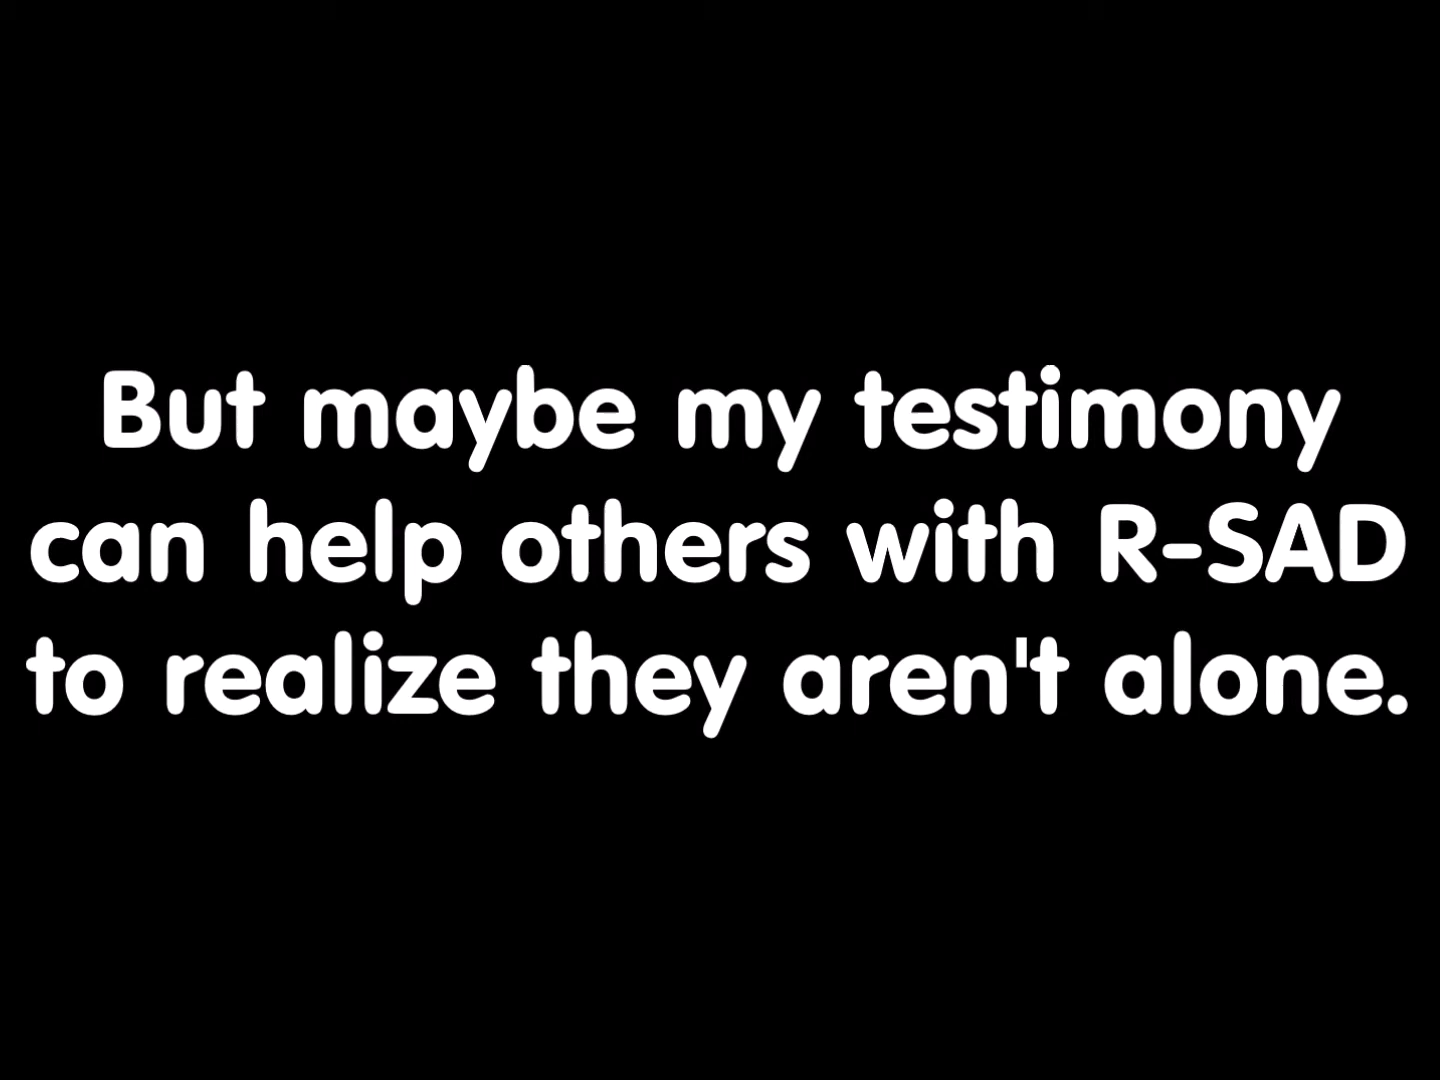 But maybe my testimony
can help others with R-SAD
to realize they aren't alone.